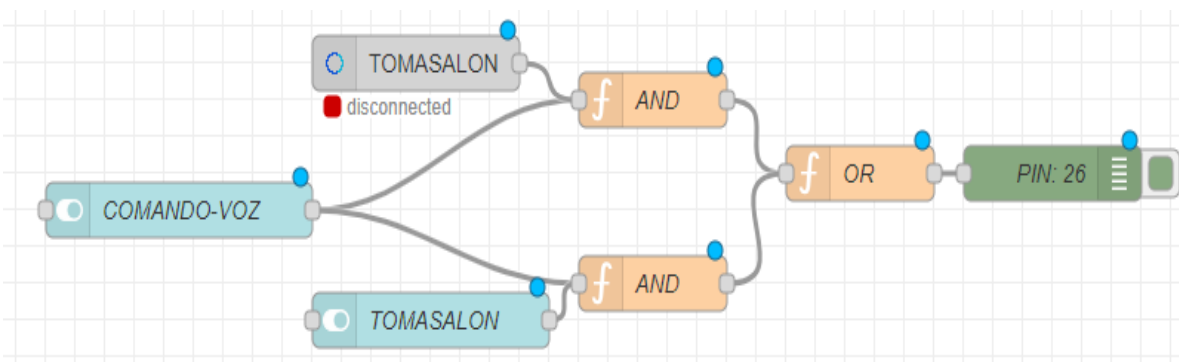 TOMASALON
disconnected
AND
COMANDO-VOZ
OR
PIN: 26
AND
TOMASALON